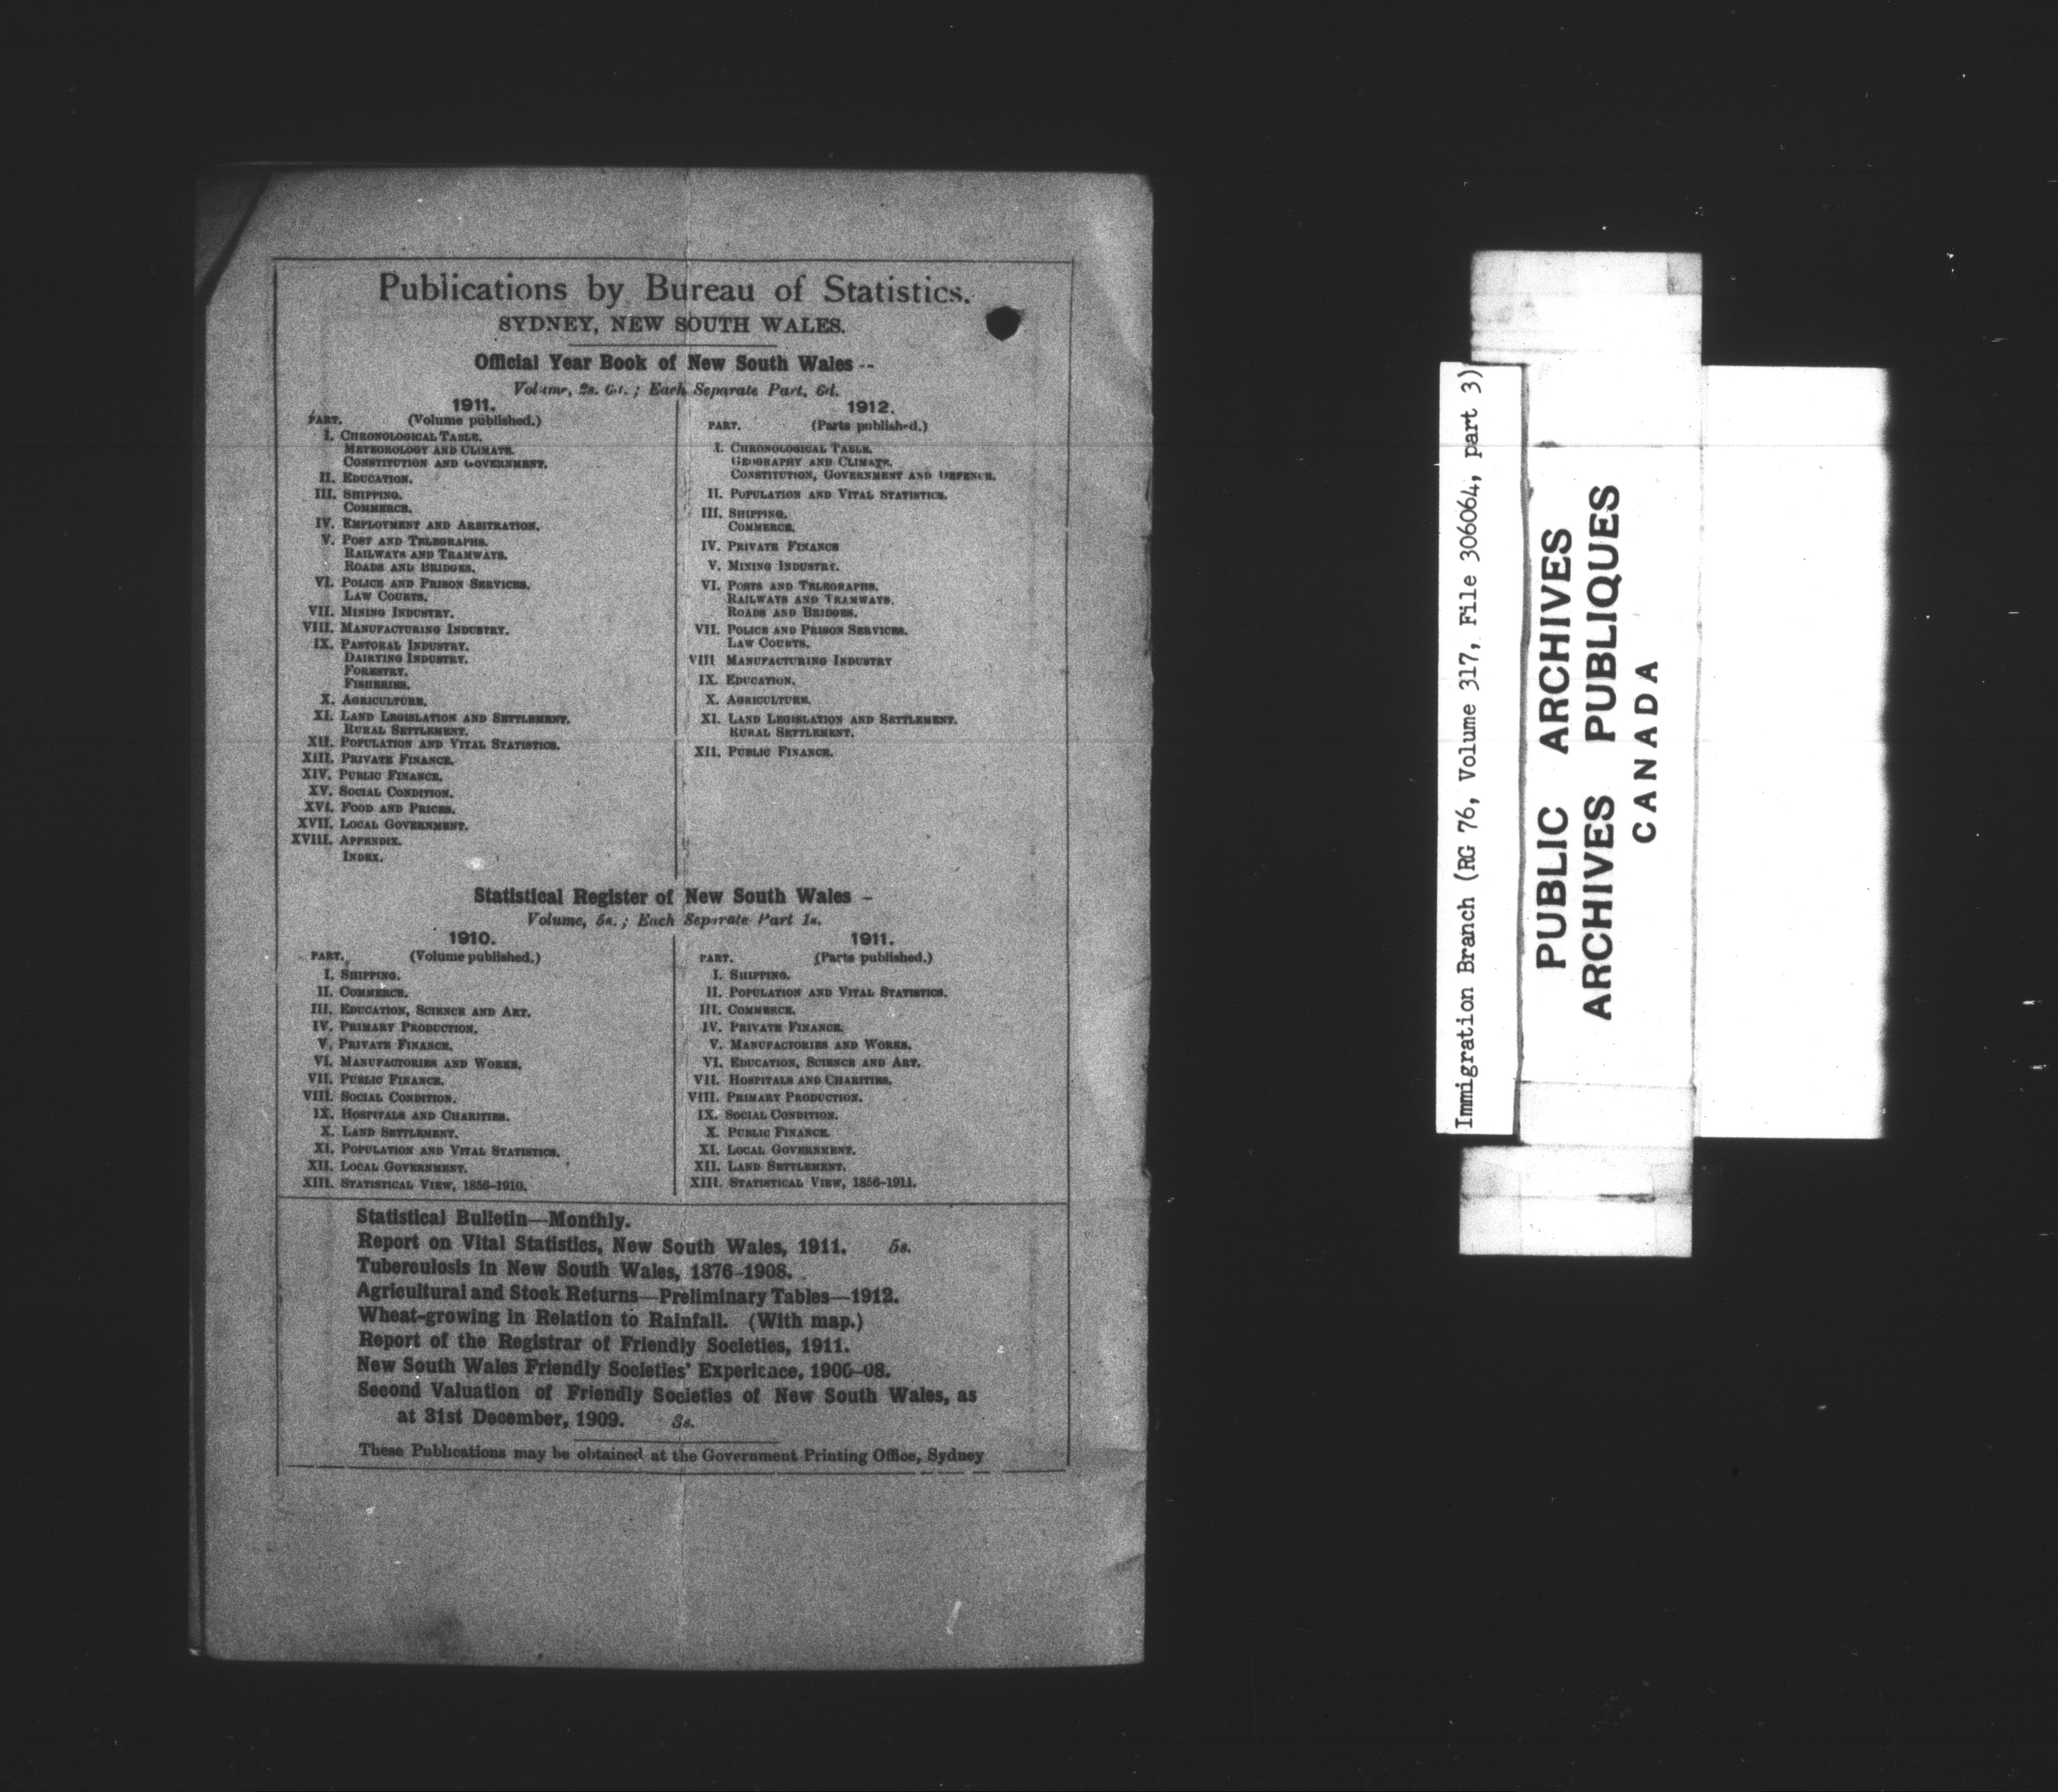 Publications by Bureau of Statistics.
SYDNEY, NEW SOUTH WALES.
Official Year Book of New South Wales--
Volume, 2s. 6d.; Each Separate Part, 6d.
1911.
PART. (Volume published.)
I. CHRONOLOGICAL TABLE.
METEOROLOGY AND CLIMATE.
CONSTITUTION AND GOVERNMENT.
II. EDUCATION.
III. SHIPPING.
COMMERCE.
IV. EMPLOYMENT AND ARBITRATION.
V. POST AND TELEGRAPHS.
RAILWAYS AND TRAMWAYS.
ROADS AND BRIDGES.
VI. POLICE AND PRISON SERVICES.
LAW COURTS.
VII. MINING INDUSTRY.
VIII. MANUFACTURING INDUSTRY.
IX. PASTORAL INDUSTRY.
DAIRYING INDUSTRY.
FORESTRY.
FISHERIES.
X. AGRICULTURE.
XI. LAND LEGISLATION AND SETTLEMENT.
RURAL SETTLEMENT.
XII. POPULATION AND VITAL STATISTICS.
XIII. PRIVATE FINANCE.
XIV. PUBLIC FINANCE.
XV. SOCIAL CONDITION.
XVI. FOOD AND PRICES.
XVII. LOCAL GOVERNMENT.
XVIII. APPENDIX.
INDEX.
1912.
PART. (Parts published.)
I. CHRONOLOGICAL TABLE.
GEOGRAPHY AND CLIMATE.
CONSTITUTION, GOVERNMENT AND DEFENCE.
II. POPULATION AND VITAL STATISTICS.
III. SHIPPING.
COMMERCE.
IV. PRIVATE FINANCE
V. MINING INDUSTRY.
VI. POSTS AND TELEGRAPHS.
RAILWAYS AND TRAMWAYS.
ROADS AND BRIDGES.
VII. POLICE AND PRISON SERVICES.
LAW COURTS.
VIII MANUFACTURING INDUSTRY
IX. EDUCATION.
X. AGRICULTURE.
XI. LAND LEGISLATION AND SETTLEMENT.
RURAL SETTLEMENT.
XII. PUBLIC FINANCE.
Statistical Register of New South Wales -
Volume, 5s.; Each Separate Part 1s.
1910.
PART. (Volume published.)
I. SHIPPING.
II. COMMERCE.
III. EDUCATION, SCIENCE AND ART.
IV. PRIMARY PRODUCTION.
V. PRIVATE FINANCE.
VI. MANUFACTORIES AND WORKS.
VII. PUBLIC FINANCE.
VIII. SOCIAL CONDITION.
IX. HOSPITALS AND CHARITIES.
X. LAND SETTLEMENT.
XI. POPULATION AND VITAL STATISTICS.
XII. LOCAL GOVERNMENT.
XIII. STATISTICAL VIEW, 1856-1910.
1911.
PART. (Parts published.)
I. SHIPPING.
II. POPULATION AND VITAL STATISTICS.
III. COMMERCE.
IV. PRIVATE FINANCE.
V. MANUFACTORIES AND WORKS.
VI. EDUCATION, SCIENCE AND ART.
VII. HOSPITALS AND CHARITIES.
VIII. PRIMARY PRODUCTION.
IX. SOCIAL CONDITION.
X. PUBLIC FINANCE.
XI. LOCAL GOVERNMENT.
XII. LAND SETTLEMENT.
XIII. STATISTICAL VIEW, 1856-1911.
Statistical Bulletin—Monthly.
Report on Vital Statistics, New South Wales, 1911. 5s.
Tuberculosis in New South Wales, 1876-1908.
Agricultural and Stock Returns—Preliminary Tables—1912.
Wheat-growing in Relation to Rainfall. (With map.)
Report of the Registrar of Friendly Societies, 1911.
New South Wales Friendly Societies' Experience, 1900-08.
Second Valuation of Friendly Societies of New South Wales, as
at 31st December, 1909. 3s.
These Publications may be obtained at the Government Printing Office, Sydney
Immigration Branch (RG 76, Volume 317, File 306064, part 3)
PUBLIC ARCHIVES
ARCHIVES PUBLIQUES
CANADA